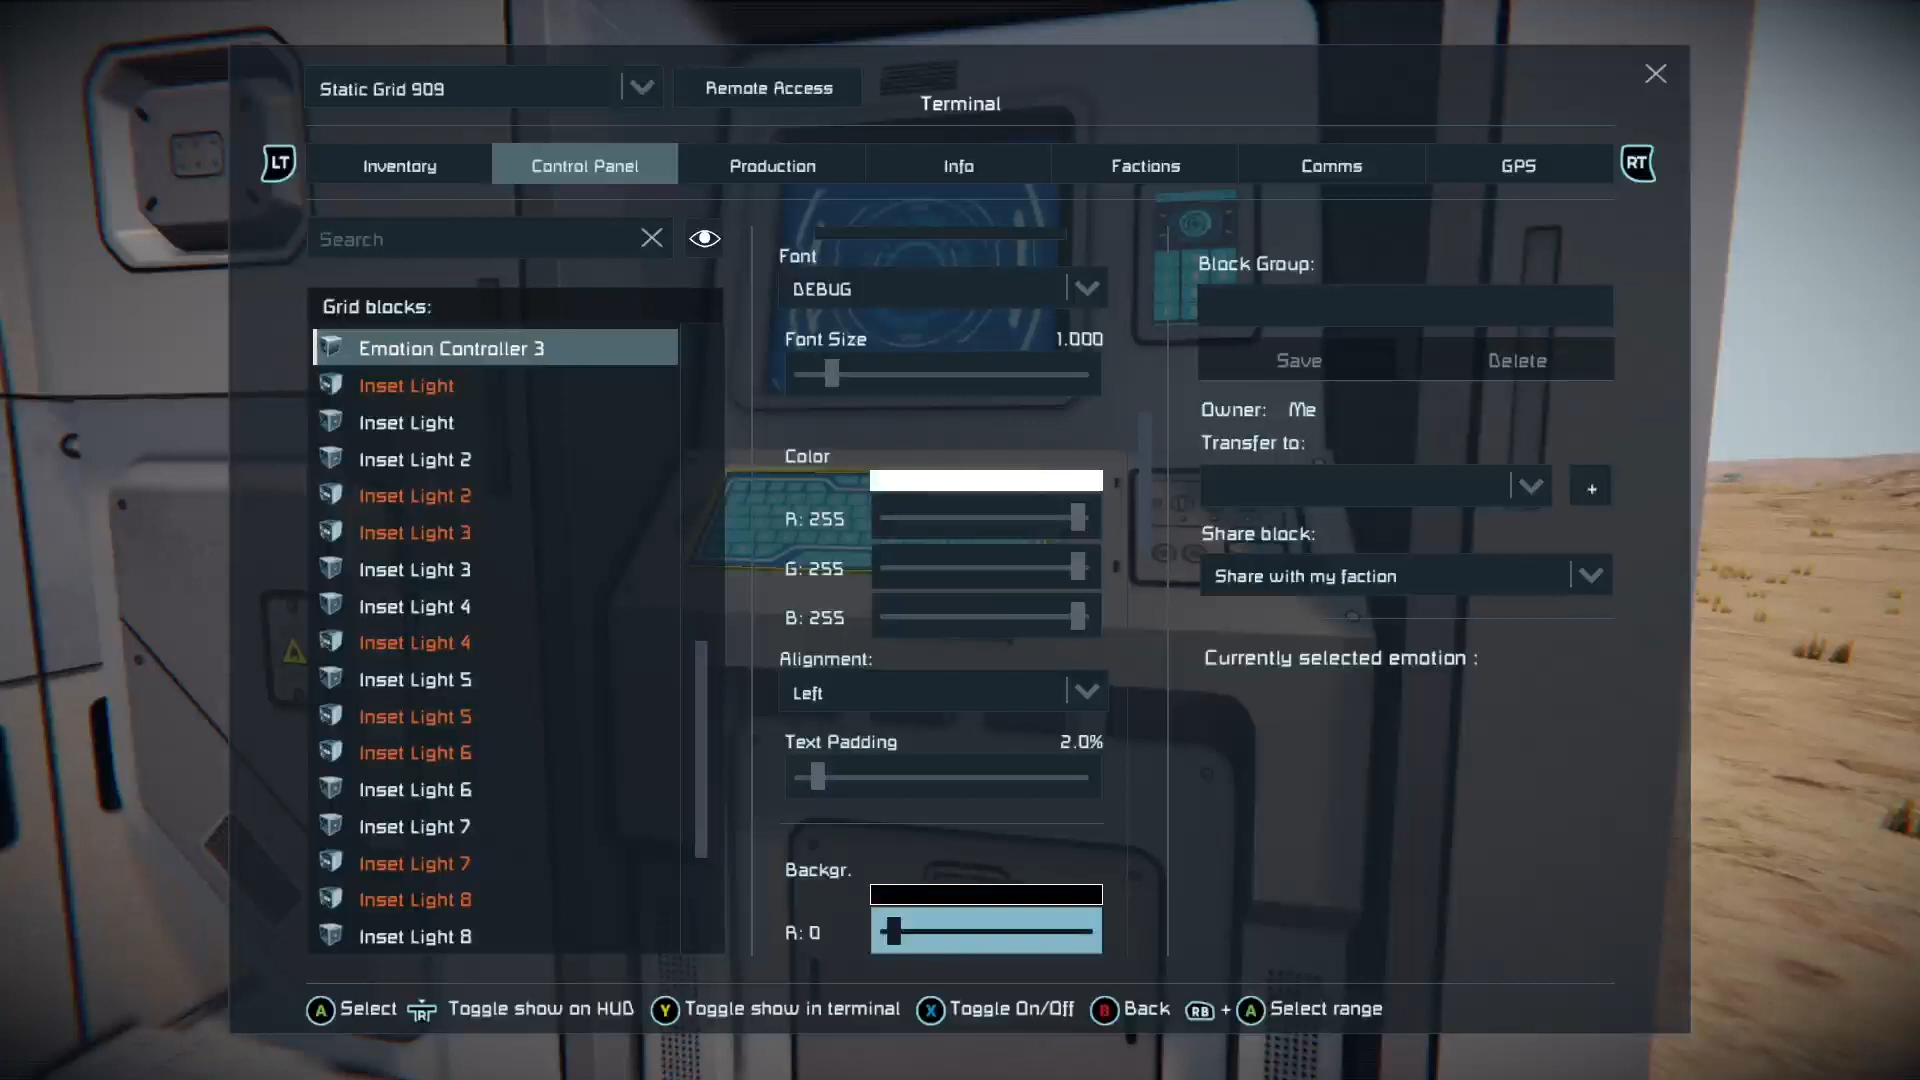 Static Grid 909
Remote Access
Terminal
LT
Inventory
Control Panel
Production
Info
Factions
Comms
GPS
RT
Search
Grid blocks:
Emotion Controller 3
Inset Light
Inset Light
Inset Light 2
Inset Light 2
Inset Light 3
Inset Light 3
Inset Light 4
Inset Light 4
Inset Light 5
Inset Light 5
Inset Light 6
Inset Light 6
Inset Light 7
Inset Light 7
Inset Light 8
Inset Light 8
Font
DEBUG
Font Size 1.000
Color
R: 255
G: 255
B: 255
Alignment:
Left
Text Padding 2.0%
Backgr.
R: 0
Block Group:
Save Delete
Owner: Me
Transfer to:
+
Share block:
Share with my faction
Currently selected emotion :
A Select R Toggle show on HUD Y Toggle show in terminal X Toggle On/Off B Back RB + A Select range